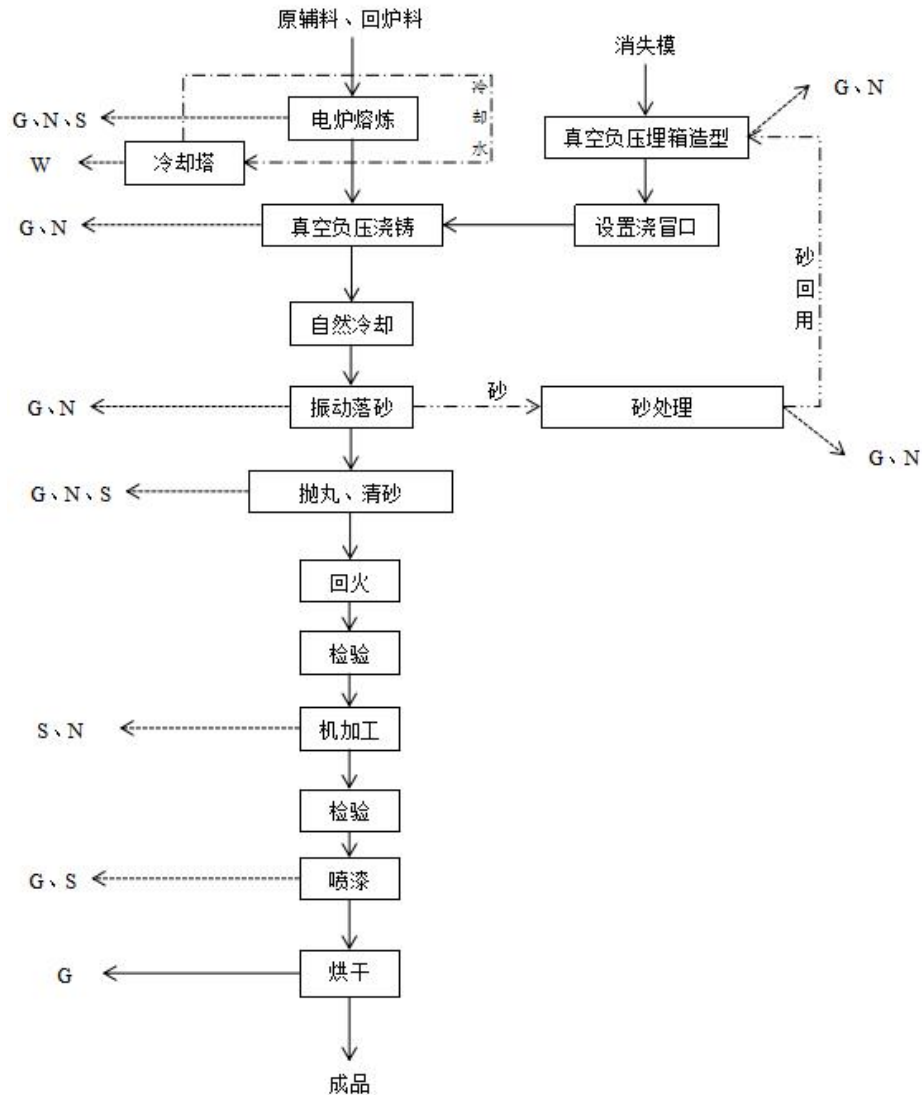 原辅料、回炉料
消失模
G、N
冷却水
G、N、S
电炉熔炼
真空负压埋箱造型
W
冷却塔
G、N
真空负压浇铸
设置浇冒口
砂回用
自然冷却
G、N
振动落砂
砂
砂处理
G、N
G、N、S
抛丸、清砂
回火
检验
S、N
机加工
检验
G、S
喷漆
G
烘干
成品